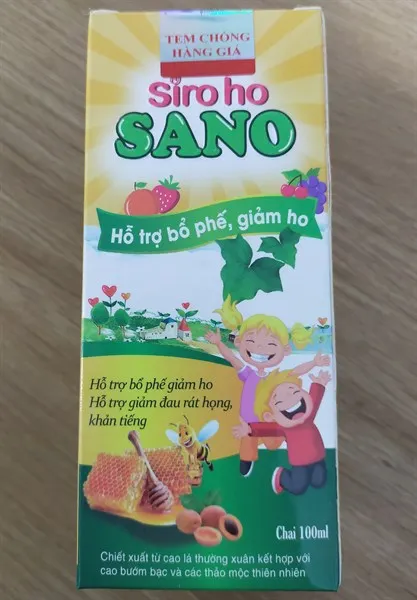 TEM CHỐNG
HÀNG GIẢ
Siro ho
SANO
Hỗ trợ bổ phế, giảm ho
Hỗ trợ bổ phế giảm ho
Hỗ trợ giảm đau rát họng,
khản tiếng
Chai 100ml
Chiết xuất từ cao lá thường xuân kết hợp với
cao bướm bạc và các thảo mộc thiên nhiên